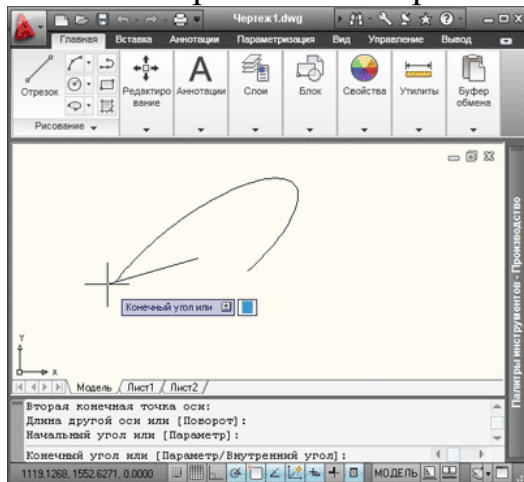 Чертеж1.dwg
Главная Вставка Аннотации Параметризация Вид Управление Вывод
Отрезок Редактиро вание Аннотации Слои Блок Свойства Утилиты Буфер обмена
Рисование
Конечный угол или
Палитры инструментов - Производство
Y
X
Модель Лист1 Лист2
Вторая конечная точка оси:
Длина другой оси или [Поворот]:
Начальный угол или [Параметр]:
Конечный угол или [Параметр/Внутренний угол]:
1119.1268, 1552.6271, 0.0000 МОДЕЛЬ